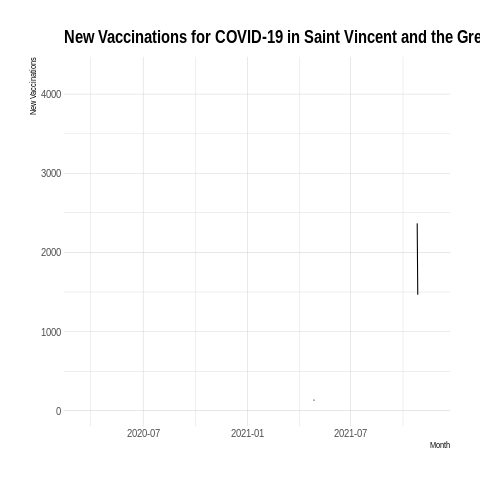 New Vaccinations for COVID-19 in Saint Vincent and the Gre
New Vaccinations
4000
3000
2000
1000
0
2020-07
2021-01
2021-07
Month